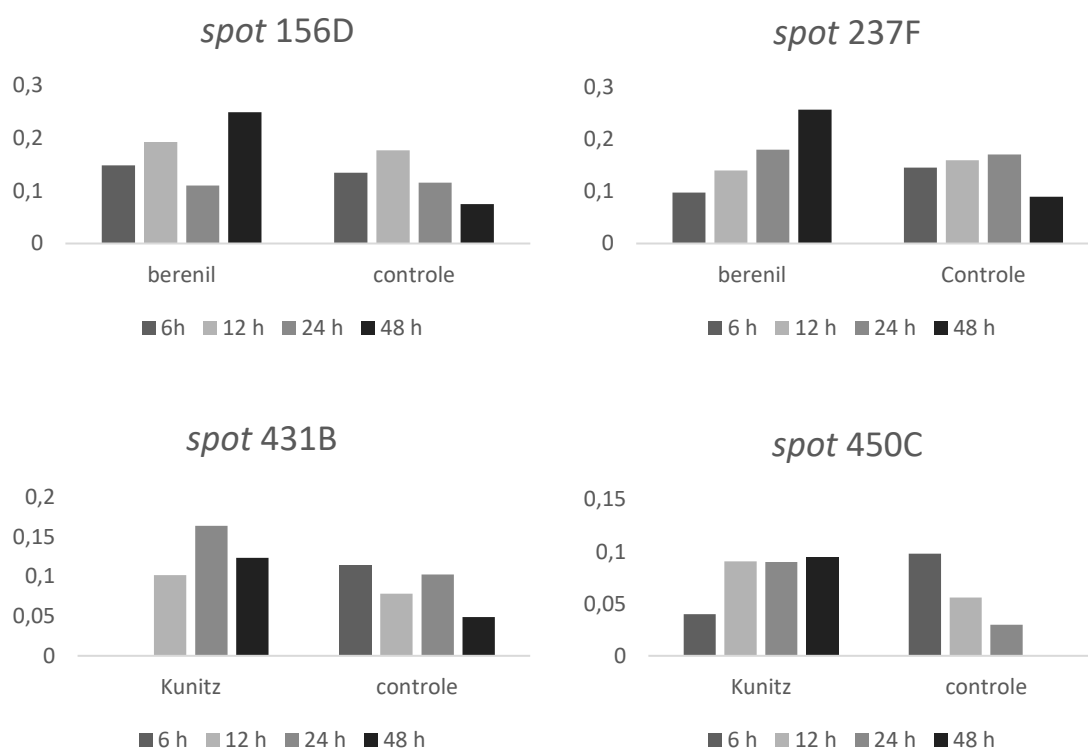 spot 156D
0,3
0,2
0,1
0
berenil controle
6h 12 h 24 h 48 h
spot 237F
0,3
0,2
0,1
0
berenil Controle
6 h 12 h 24 h 48 h
spot 431B
0,2
0,15
0,1
0,05
0
Kunitz controle
6 h 12 h 24 h 48 h
spot 450C
0,15
0,1
0,05
0
Kunitz controle
6 h 12 h 24 h 48 h